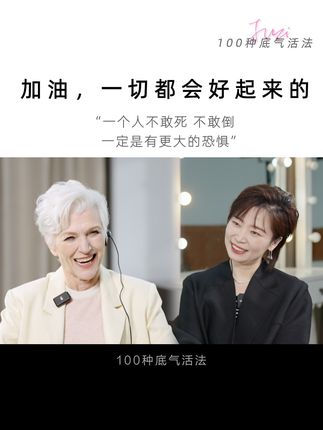 100种底气活法
加油，一切都会好起来的
“一个人不敢死 不敢倒
一定是有更大的恐惧”
100种底气活法